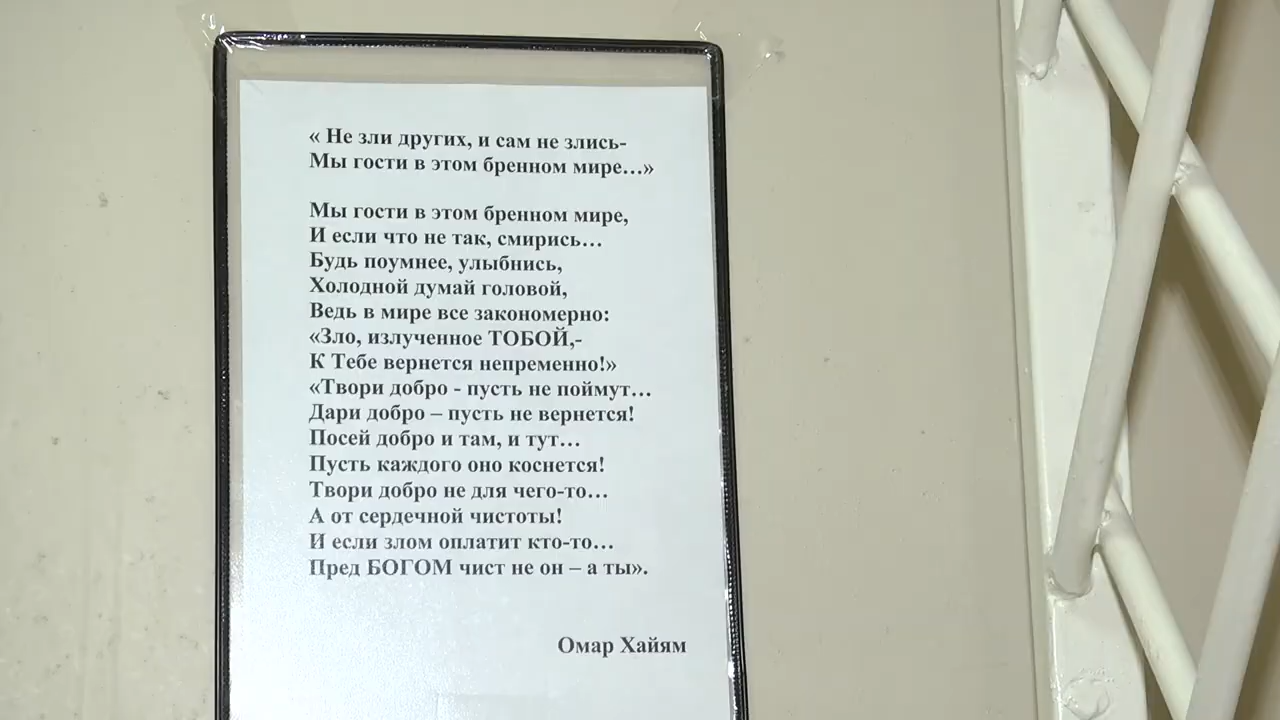 « Не зли других, и сам не злись-
Мы гости в этом бренном мире…»
Мы гости в этом бренном мире,
И если что не так, смирись…
Будь поумнее, улыбнись,
Холодной думай головой,
Ведь в мире все закономерно:
«Зло, излученное ТОБОЙ,-
К Тебе вернется непременно!»
«Твори добро - пусть не поймут…
Дари добро – пусть не вернется!
Посей добро и там, и тут…
Пусть каждого оно коснется!
Твори добро не для чего-то…
А от сердечной чистоты!
И если злом оплатит кто-то…
Пред БОГОМ чист не он – а ты».
Омар Хайям